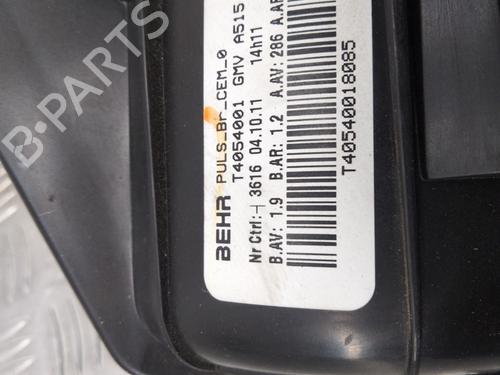 BEHR PULS_Br_CEM_0
T4054001 GMV A515
Nr Ctrl:-| 3616 04.10.11 14h11
B.AV: 1.9 B.AR: 1.2 A.AV: 286 A.AR
T40540018085
B-PARTS